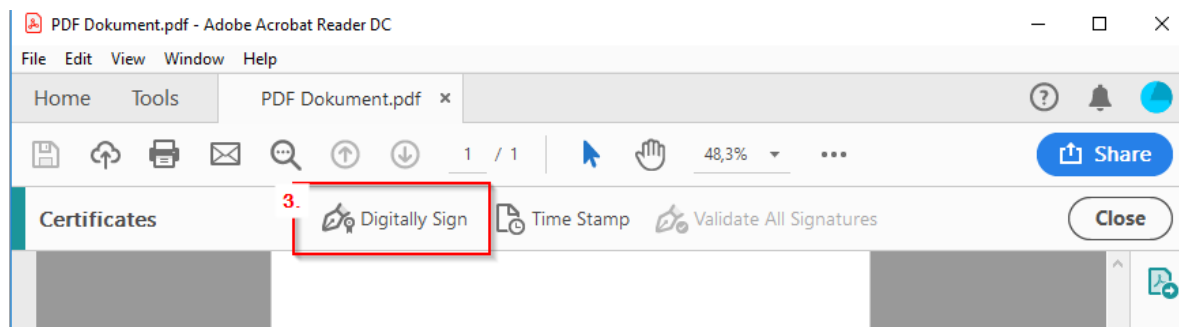 PDF Dokument.pdf - Adobe Acrobat Reader DC
File Edit View Window Help
Home Tools PDF Dokument.pdf ×
1 / 1 48,3% Share
Certificates 3. Digitally Sign Time Stamp Validate All Signatures Close